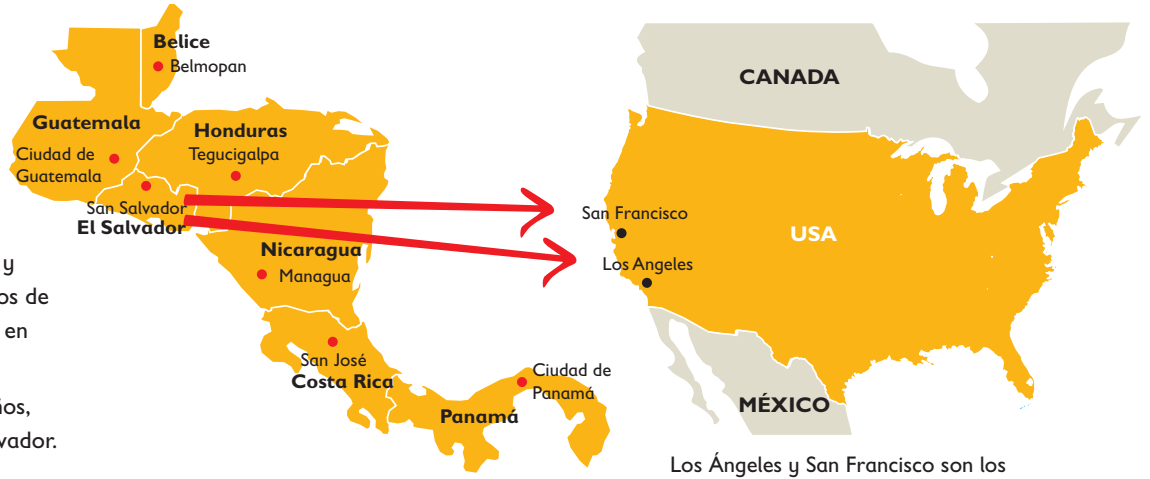 Belice
Belmopan
Guatemala
Ciudad de
Guatemala
Honduras
Tegucigalpa
San Salvador
El Salvador
Nicaragua
Managua
San José
Costa Rica
Ciudad de
Panamá
Panamá
y
os de
en
os,
vador.
CANADA
San Francisco
USA
Los Angeles
MÉXICO
Los Ángeles y San Francisco son los